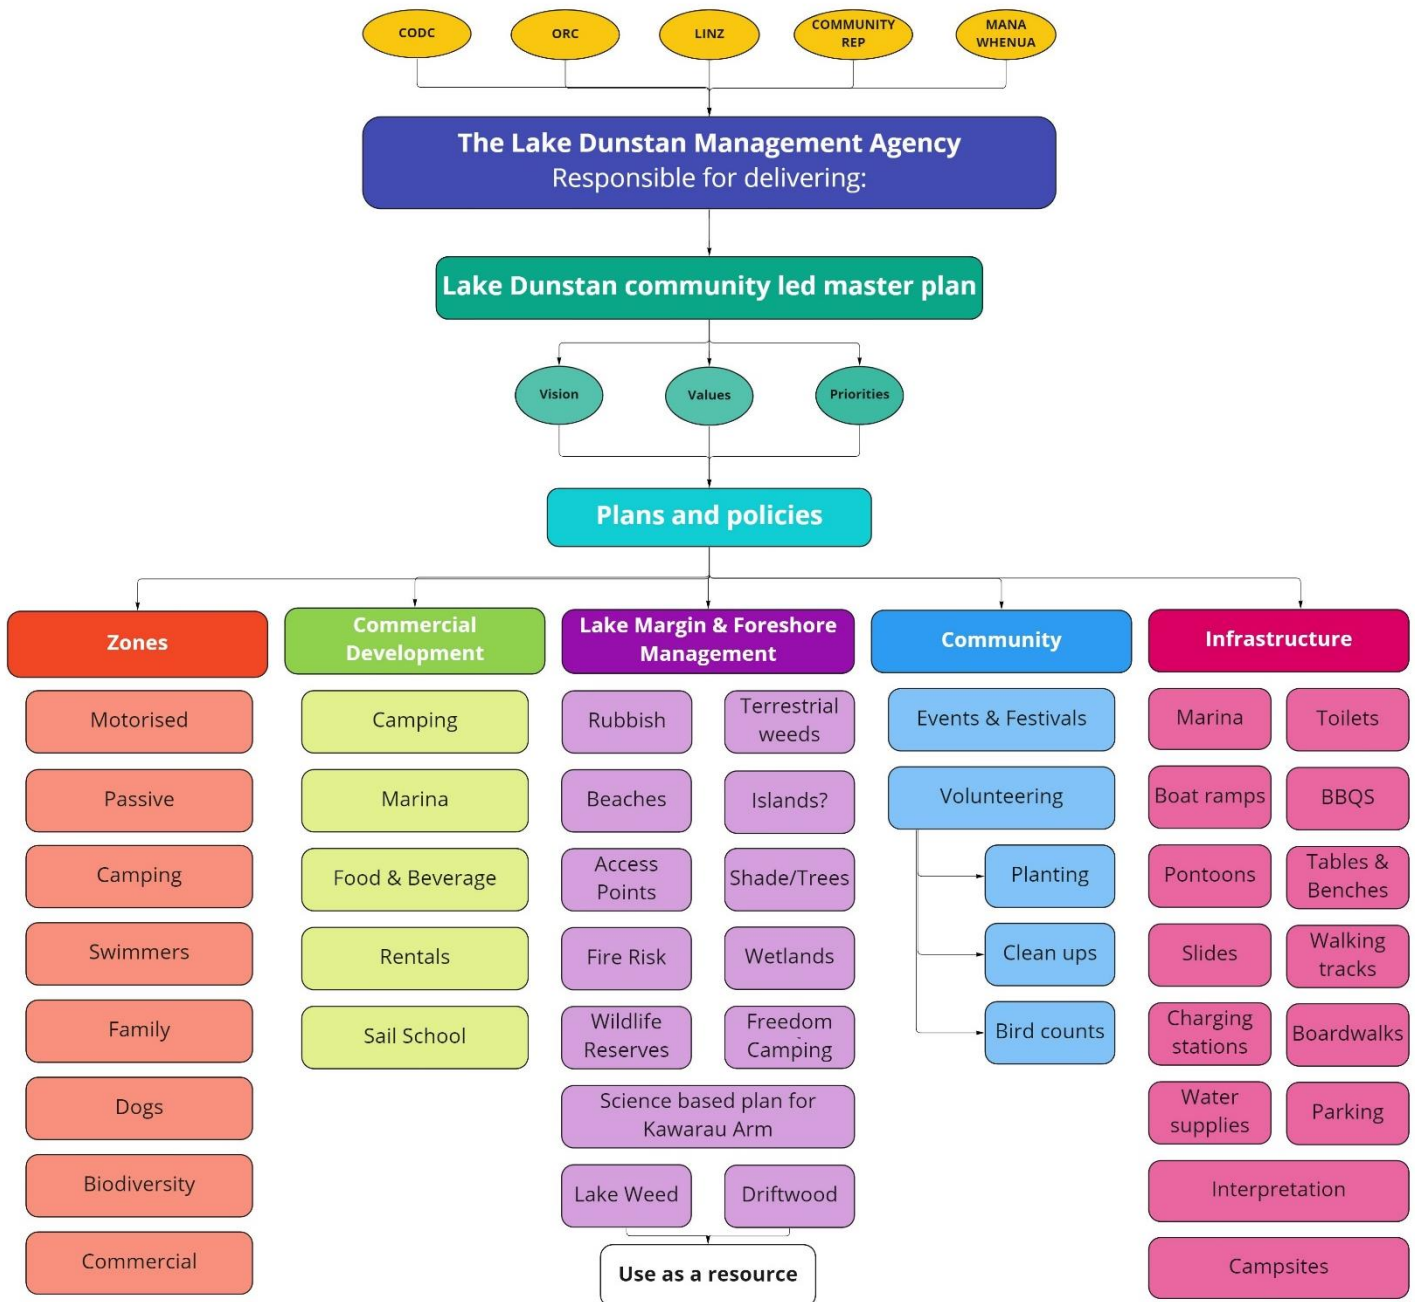 CODC
ORC
LINZ
COMMUNITY
REP
MANA
WHENUA
The Lake Dunstan Management Agency
Responsible for delivering:
Lake Dunstan community led master plan
Vision
Values
Priorities
Plans and policies
Zones
Motorised
Passive
Camping
Swimmers
Family
Dogs
Biodiversity
Commercial
Commercial
Development
Camping
Marina
Food & Beverage
Rentals
Sail School
Lake Margin & Foreshore
Management
Rubbish
Terrestrial
weeds
Beaches
Islands?
Access
Points
Shade/Trees
Fire Risk
Wetlands
Wildlife
Reserves
Freedom
Camping
Science based plan for
Kawarau Arm
Lake Weed
Driftwood
Use as a resource
Community
Events & Festivals
Volunteering
Planting
Clean ups
Bird counts
Infrastructure
Marina
Toilets
Boat ramps
BBQS
Pontoons
Tables &
Benches
Slides
Walking
tracks
Charging
stations
Boardwalks
Water
supplies
Parking
Interpretation
Campsites